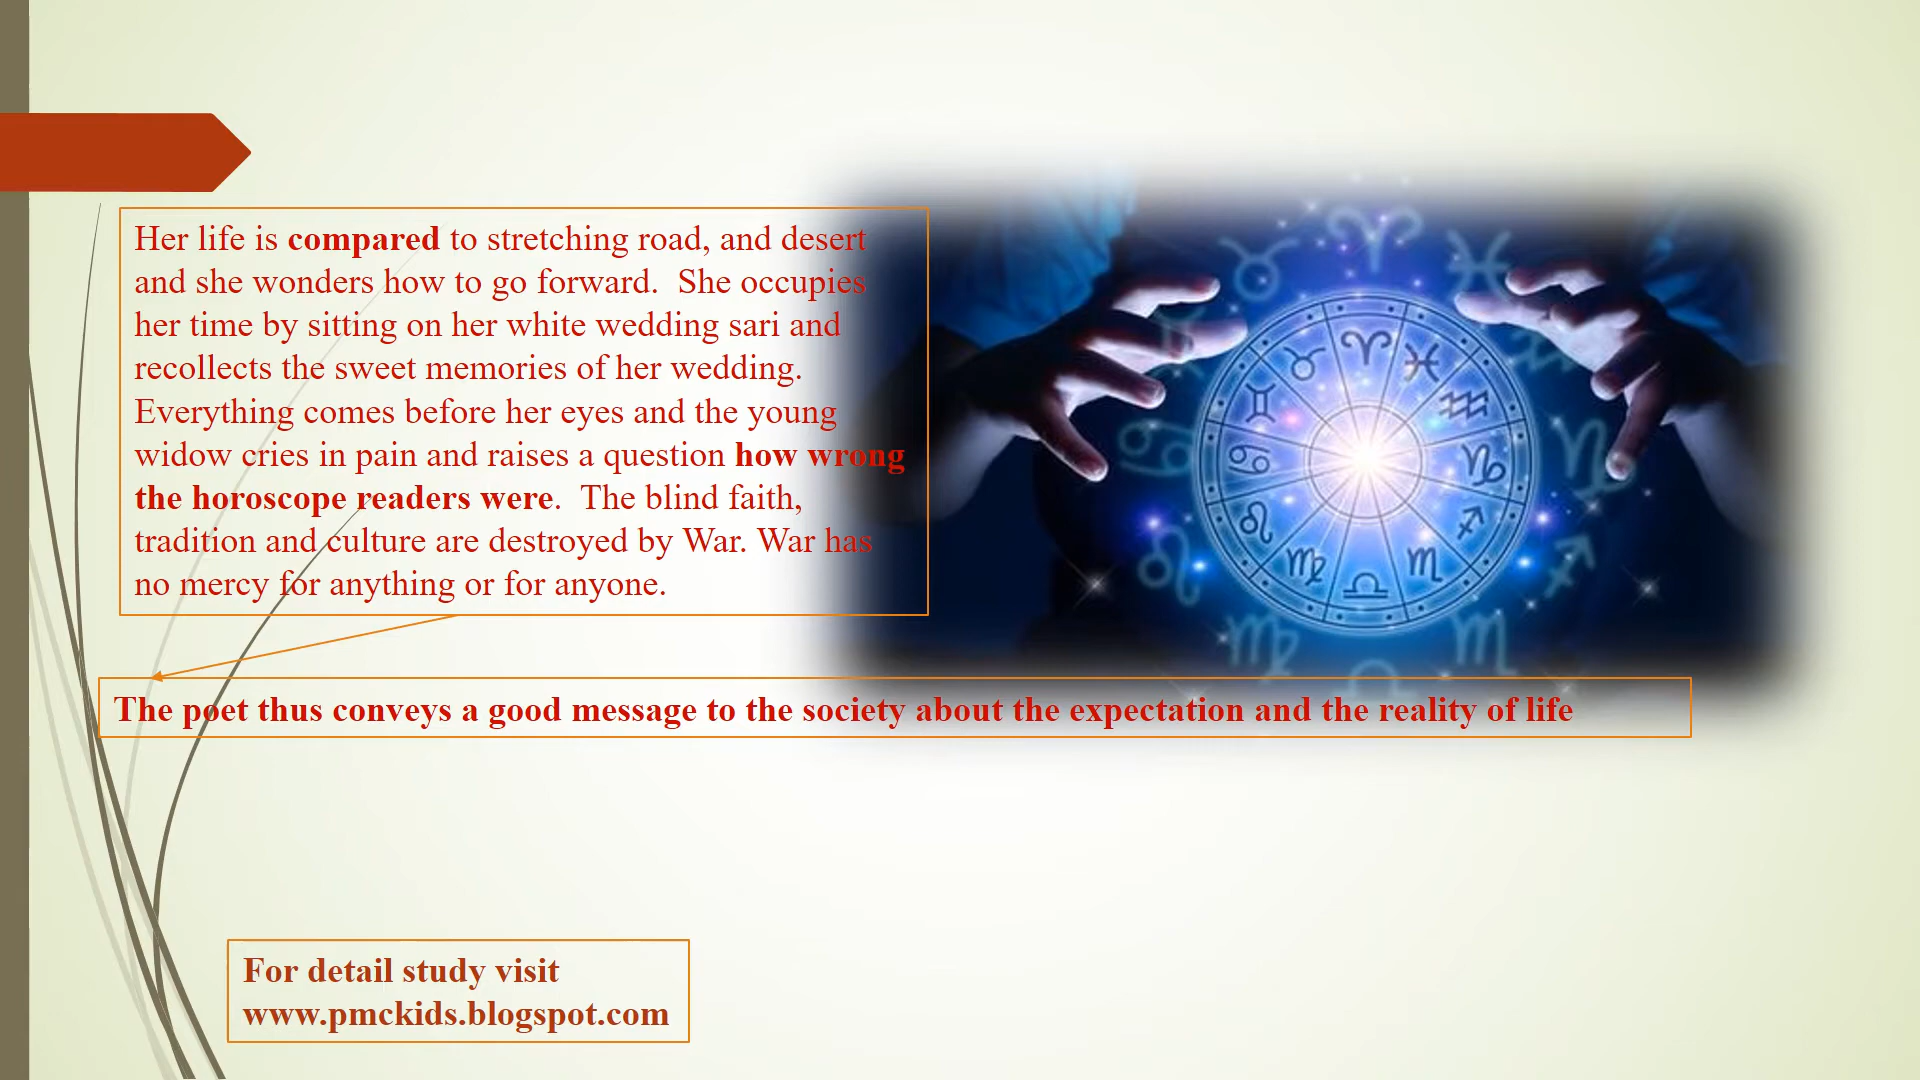 Her life is compared to stretching road, and desert
and she wonders how to go forward.  She occupies
her time by sitting on her white wedding sari and
recollects the sweet memories of her wedding.
Everything comes before her eyes and the young
widow cries in pain and raises a question how wrong
the horoscope readers were.  The blind faith,
tradition and culture are destroyed by War. War has
no mercy for anything or for anyone.
The poet thus conveys a good message to the society about the expectation and the reality of life
For detail study visit
www.pmckids.blogspot.com